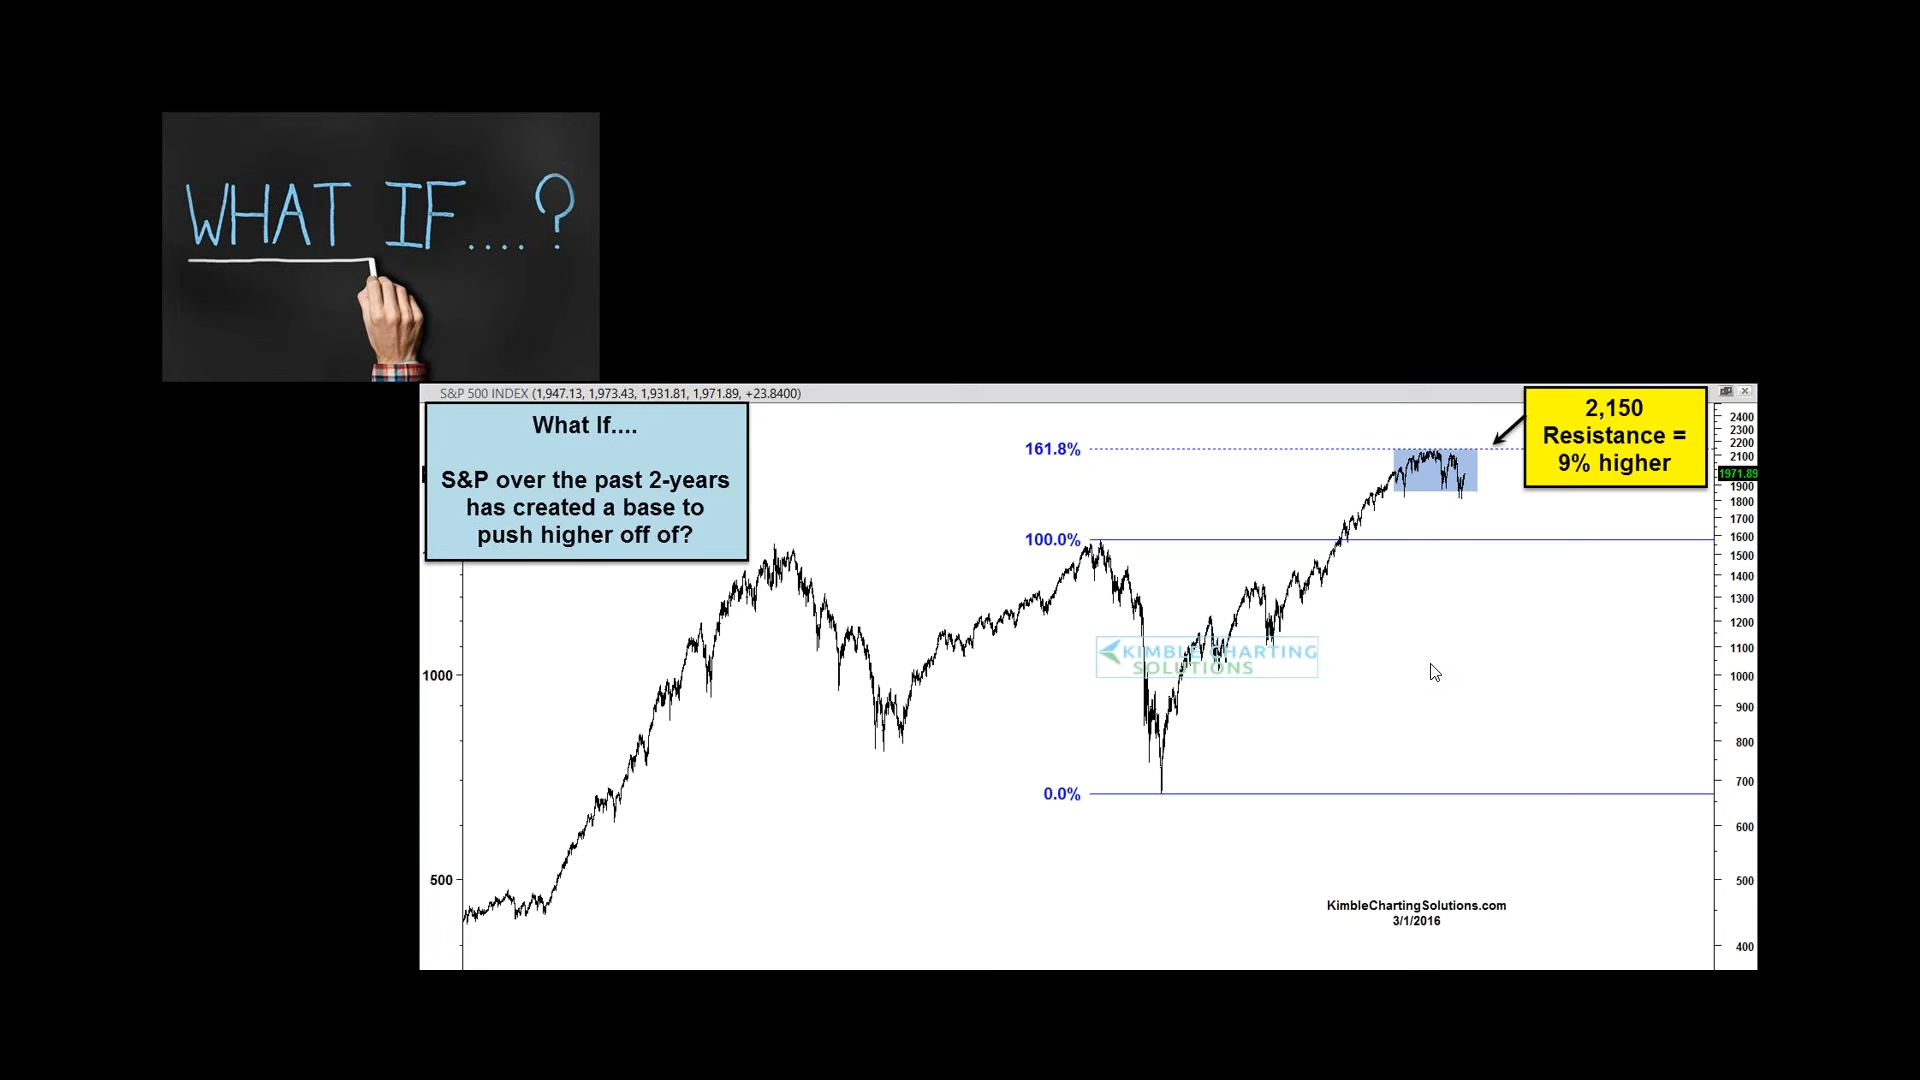 WHAT IF....?
S&P 500 INDEX (1,947.13, 1,973.43, 1,931.81, 1,971.89, +23.8400)
What If....
S&P over the past 2-years
has created a base to
push higher off of?
2,150
Resistance =
9% higher
161.8%
100.0%
0.0%
KIMBLE CHARTING
SOLUTIONS
1000
500
2400
2300
2200
2100
1971.89
1900
1800
1700
1600
1500
1400
1300
1200
1100
1000
900
800
700
600
500
400
KimbleChartingSolutions.com
3/1/2016